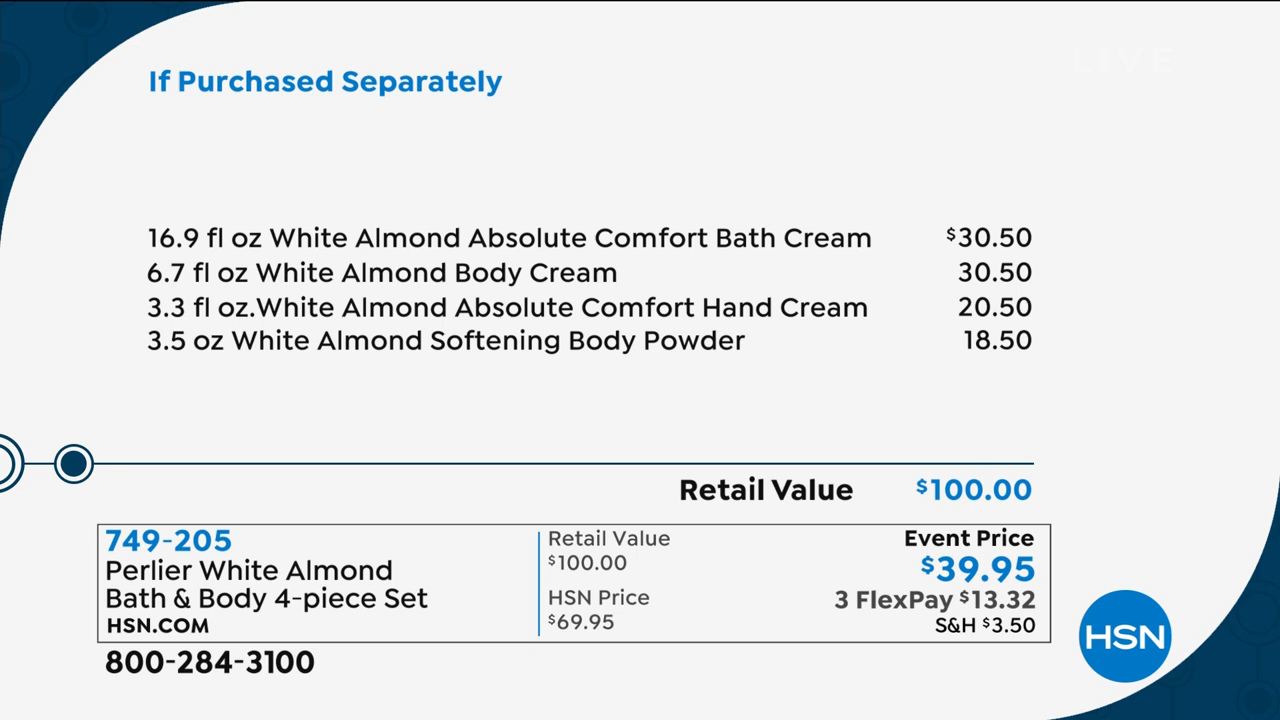 LIVE
If Purchased Separately
16.9 fl oz White Almond Absolute Comfort Bath Cream $30.50
6.7 fl oz White Almond Body Cream 30.50
3.3 fl oz.White Almond Absolute Comfort Hand Cream 20.50
3.5 oz White Almond Softening Body Powder 18.50
Retail Value $100.00
749-205
Perlier White Almond
Bath & Body 4-piece Set
HSN.COM
Retail Value
$100.00
HSN Price
$69.95
Event Price
$39.95
3 FlexPay $13.32
S&H $3.50
800-284-3100
HSN